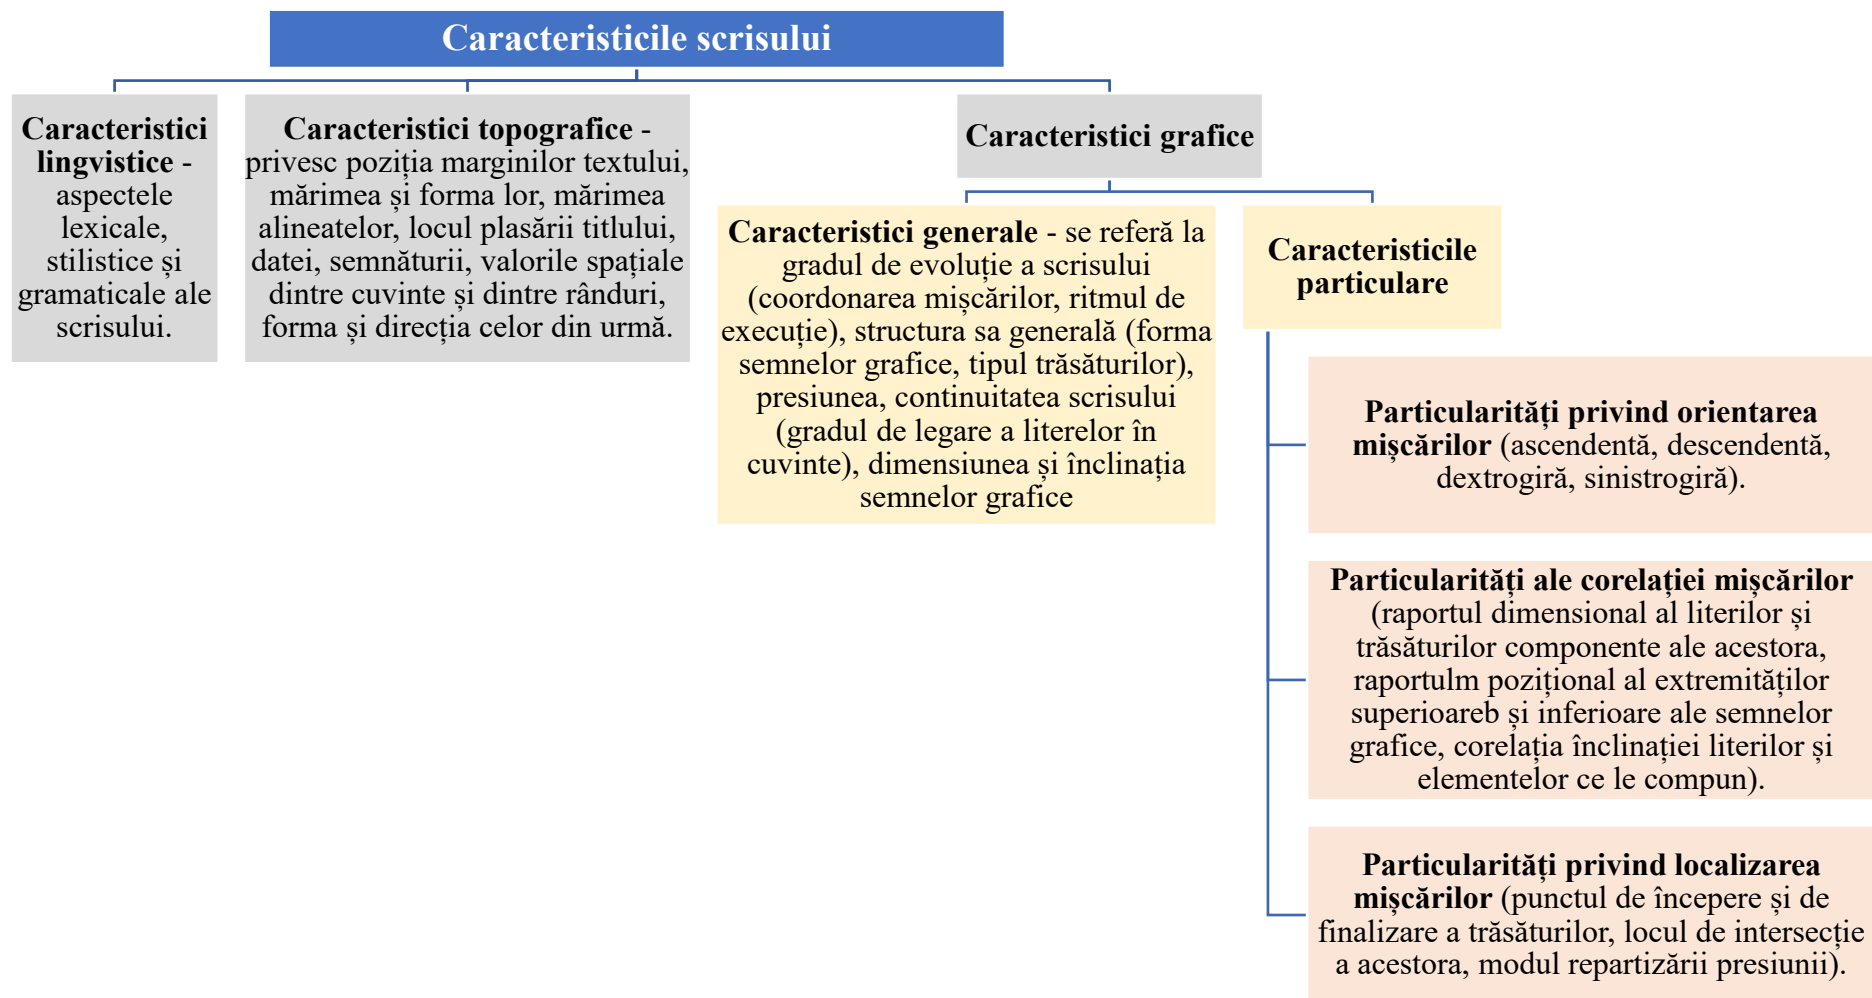 Caracteristicile scrisului
Caracteristici
lingvistice -
aspectele
lexicale,
stilistice și
gramaticale ale
scrisului.
Caracteristici topografice -
privesc poziția marginilor textului,
mărimea și forma lor, mărimea
alineatelor, locul plasării titlului,
datei, semnăturii, valorile spațiale
dintre cuvinte și dintre rânduri,
forma și direcția celor din urmă.
Caracteristici grafice
Caracteristici generale - se referă la
gradul de evoluție a scrisului
(coordonarea mișcărilor, ritmul de
execuție), structura sa generală (forma
semnelor grafice, tipul trăsăturilor),
presiunea, continuitatea scrisului
(gradul de legare a literelor în
cuvinte), dimensiunea și înclinația
semnelor grafice
Caracteristicile
particulare
Particularități privind orientarea
mișcărilor (ascendentă, descendentă,
dextrogiră, sinistrogiră).
Particularități ale corelației mișcărilor
(raportul dimensional al literilor și
trăsăturilor componente ale acestora,
raportulm pozițional al extremităților
superioareb și inferioare ale semnelor
grafice, corelația înclinației literilor și
elementelor ce le compun).
Particularități privind localizarea
mișcărilor (punctul de începere și de
finalizare a trăsăturilor, locul de intersecție
a acestora, modul repartizării presiunii).